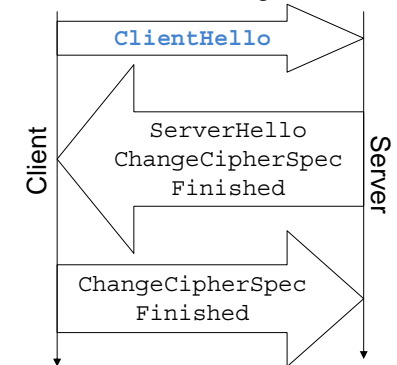 ClientHello
Client
Server
ServerHello
ChangeCipherSpec
Finished
ChangeCipherSpec
Finished